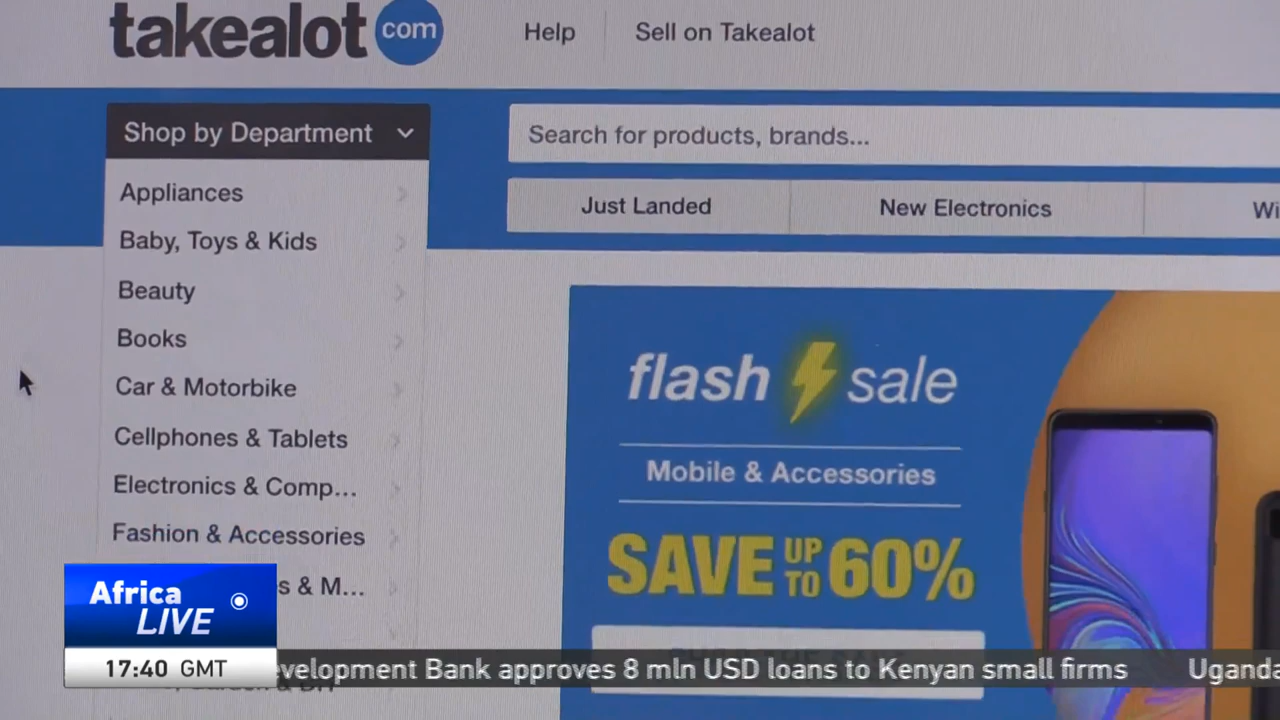 takealot com
Help
Sell on Takealot
Shop by Department
Search for products, brands...
Just Landed
New Electronics
Wi
Appliances
Baby, Toys & Kids
Beauty
Books
Car & Motorbike
Cellphones & Tablets
Electronics & Comp...
Fashion & Accessories
s & M...
flash sale
Mobile & Accessories
SAVE UP TO 60%
Africa
LIVE
17:40 GMT
evelopment Bank approves 8 mln USD loans to Kenyan small firms
Uganda